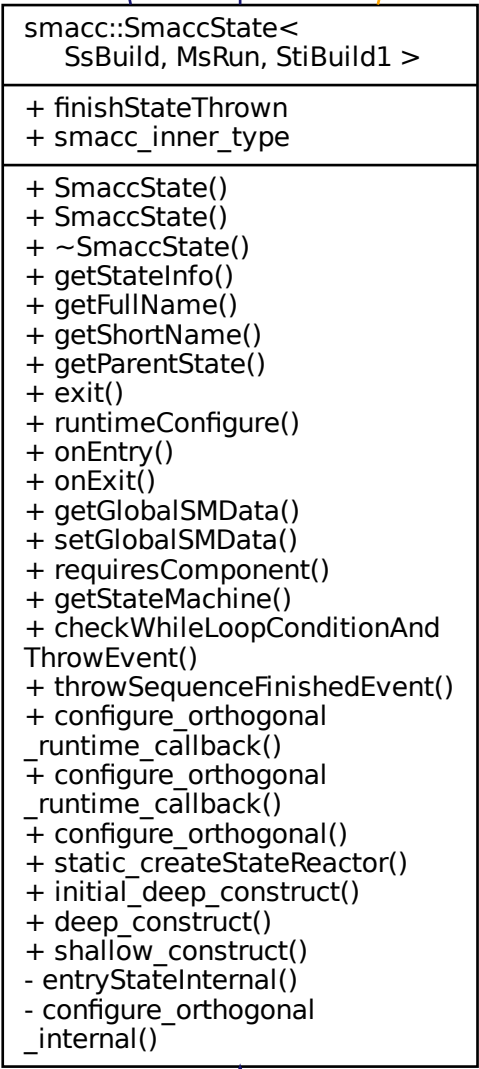 smacc::SmaccState<
SsBuild, MsRun, StiBuild1 >
+ finishStateThrown
+ smacc_inner_type
+ SmaccState()
+ SmaccState()
+ ~SmaccState()
+ getStateInfo()
+ getFullName()
+ getShortName()
+ getParentState()
+ exit()
+ runtimeConfigure()
+ onEntry()
+ onExit()
+ getGlobalSMData()
+ setGlobalSMData()
+ requiresComponent()
+ getStateMachine()
+ checkWhileLoopConditionAnd
ThrowEvent()
+ throwSequenceFinishedEvent()
+ configure_orthogonal
_runtime_callback()
+ configure_orthogonal
_runtime_callback()
+ configure_orthogonal()
+ static_createStateReactor()
+ initial_deep_construct()
+ deep_construct()
+ shallow_construct()
- entryStateInternal()
- configure_orthogonal
_internal()